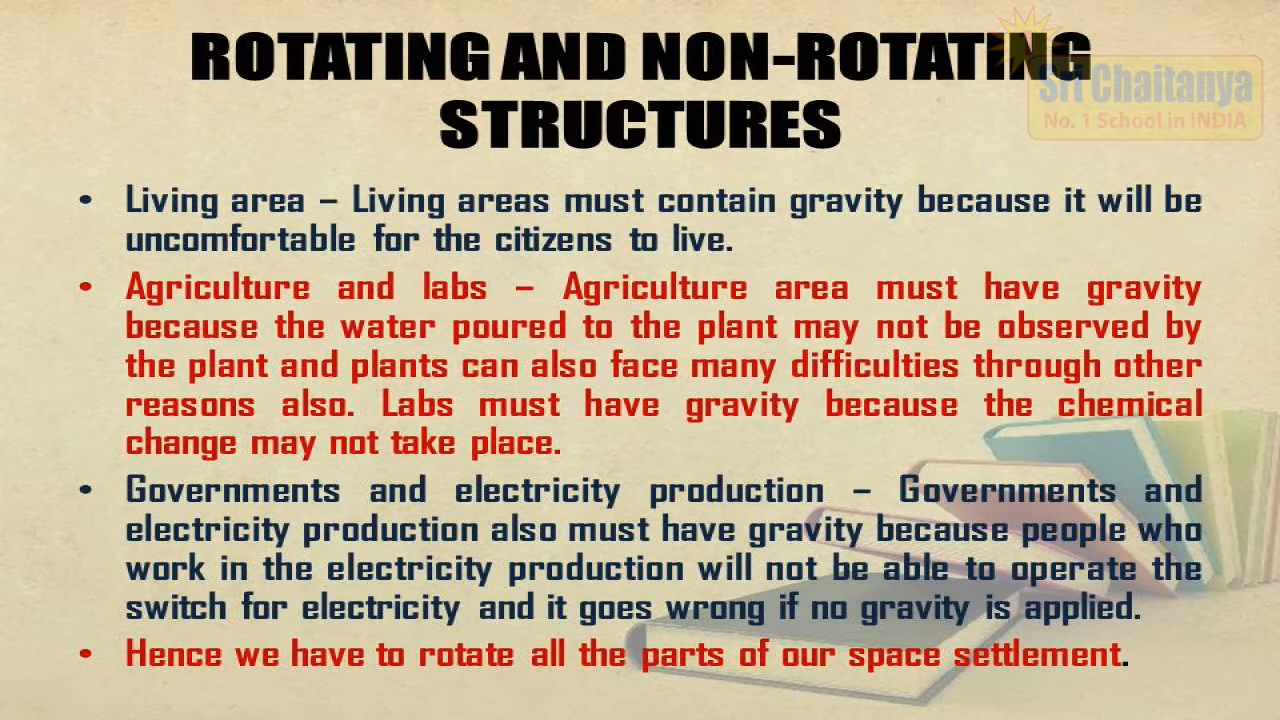 ROTATING AND NON-ROTATING
STRUCTURES
Sri Chaitanya
No. 1 School in INDIA
• Living area – Living areas must contain gravity because it will be
uncomfortable for the citizens to live.
• Agriculture and labs – Agriculture area must have gravity
because the water poured to the plant may not be observed by
the plant and plants can also face many difficulties through other
reasons also. Labs must have gravity because the chemical
change may not take place.
• Governments and electricity production – Governments and
electricity production also must have gravity because people who
work in the electricity production will not be able to operate the
switch for electricity and it goes wrong if no gravity is applied.
• Hence we have to rotate all the parts of our space settlement.